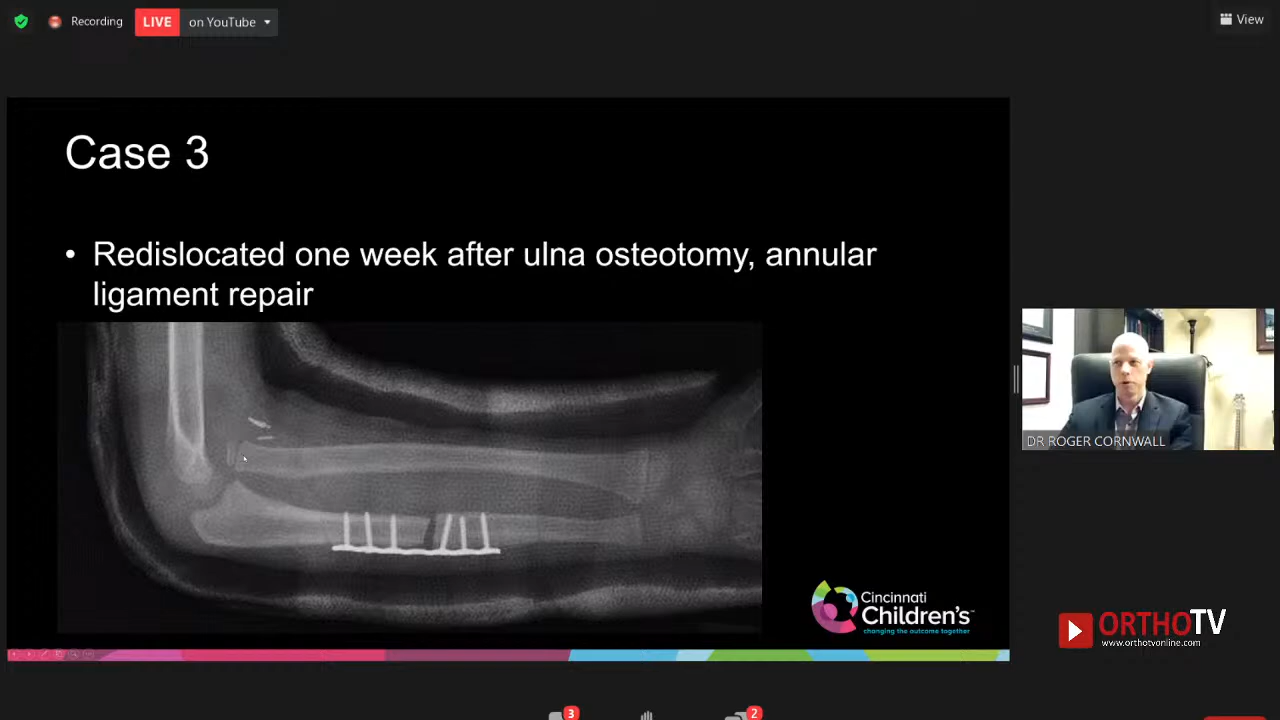 Recording
LIVE
on YouTube
View
Case 3
• Redislocated one week after ulna osteotomy, annular
ligament repair
DR ROGER CORNWALL
Cincinnati
Children's™
changing the outcome together
ORTHOTV
www.orthotvonline.com
3
2